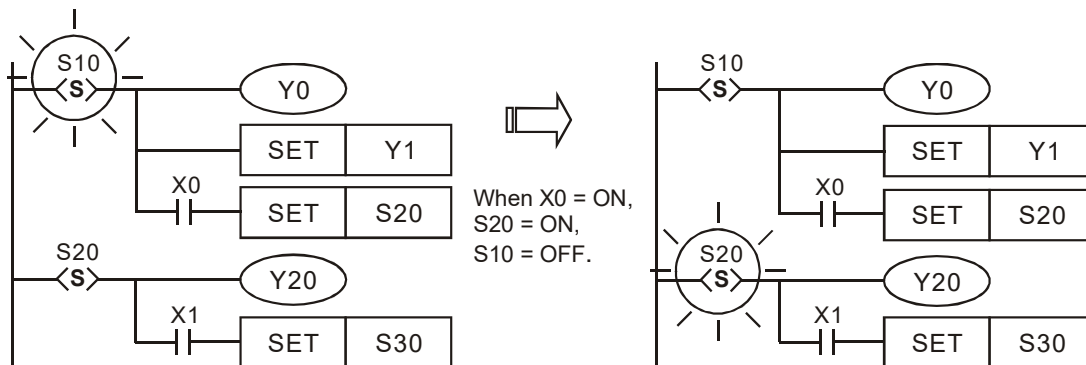 S10
S
Y0
SET Y1
X0
SET S20
S20
S
Y20
X1
SET S30
When X0 = ON,
S20 = ON,
S10 = OFF.
S10
S
Y0
SET Y1
X0
SET S20
S20
S
Y20
X1
SET S30